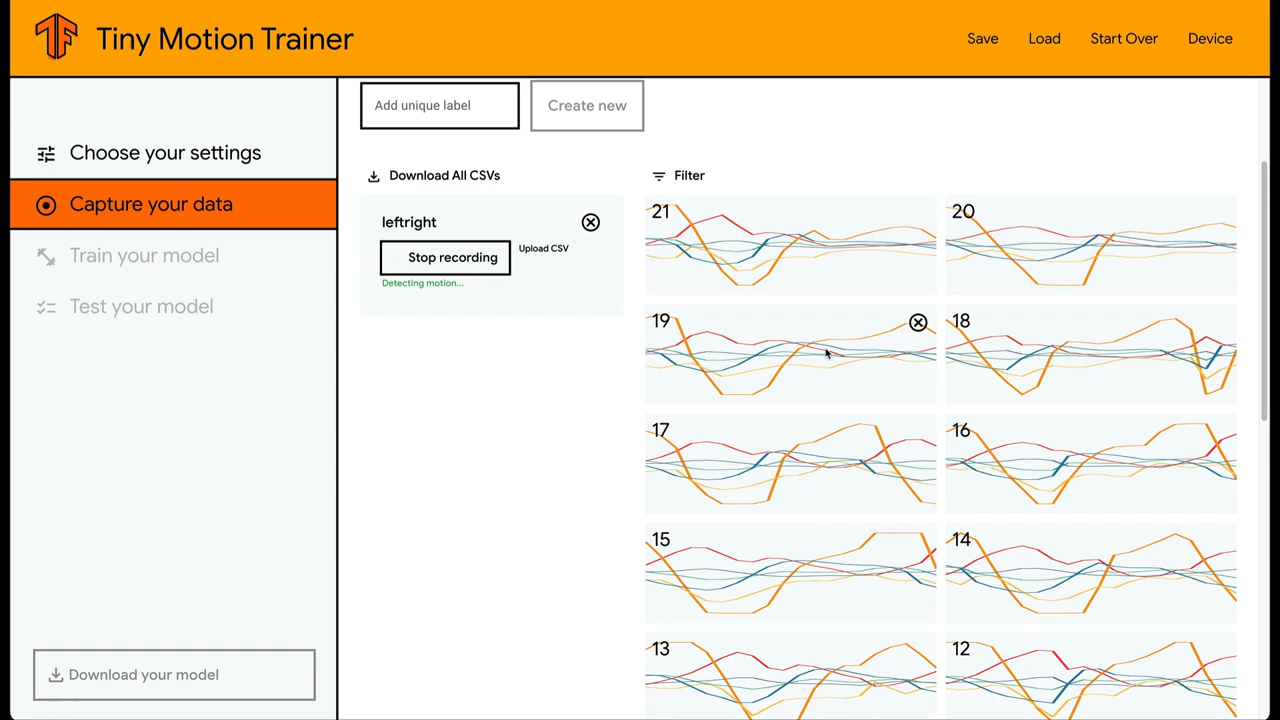 Tiny Motion Trainer
Save Load Start Over Device
Choose your settings
Capture your data
Train your model
Test your model
Download your model
Add unique label
Create new
Download All CSVs
Filter
leftright
Stop recording
Upload CSV
Detecting motion...
21
20
19
18
17
16
15
14
13
12